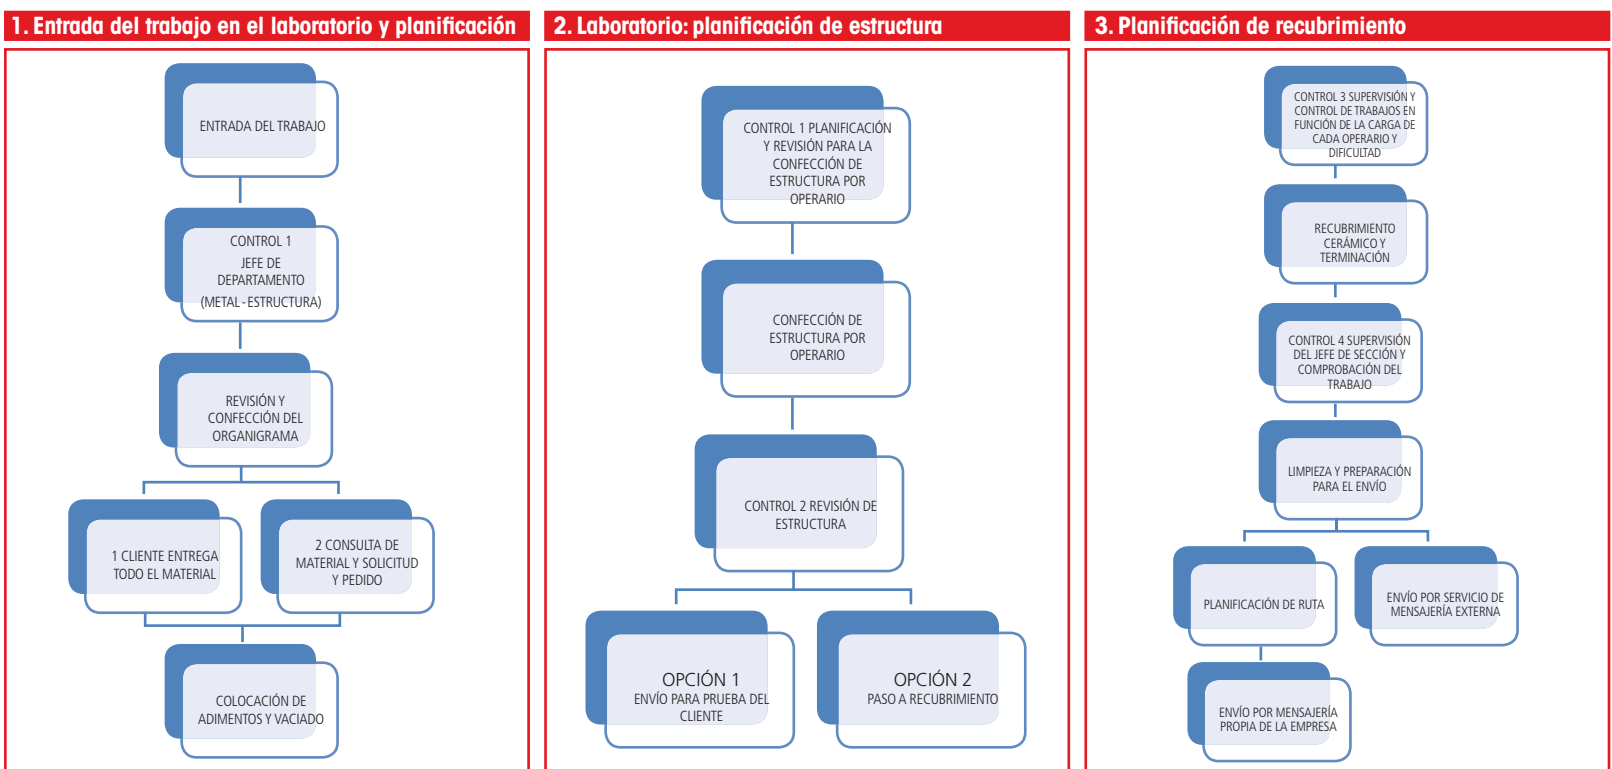 1. Entrada del trabajo en el laboratorio y planificación
ENTRADA DEL TRABAJO
CONTROL 1
JEFE DE
DEPARTAMENTO
(METAL-ESTRUCTURA)
REVISIÓN Y
CONFECCIÓN DEL
ORGANIGRAMA
1 CLIENTE ENTREGA
TODO EL MATERIAL
2 CONSULTA DE
MATERIAL Y SOLICITUD
Y PEDIDO
COLOCACIÓN DE
ADIMENTOS Y VACIADO
2. Laboratorio: planificación de estructura
CONTROL 1 PLANIFICACIÓN
Y REVISIÓN PARA LA
CONFECCIÓN DE
ESTRUCTURA POR
OPERARIO
CONFECCIÓN DE
ESTRUCTURA POR
OPERARIO
CONTROL 2 REVISIÓN DE
ESTRUCTURA
OPCIÓN 1
ENVÍO PARA PRUEBA DEL
CLIENTE
OPCIÓN 2
PASO A RECUBRIMIENTO
3. Planificación de recubrimiento
CONTROL 3 SUPERVISIÓN Y
CONTROL DE TRABAJOS EN
FUNCIÓN DE LA CARGA DE
CADA OPERARIO Y
DIFICULTAD
RECUBRIMIENTO
CERÁMICO Y
TERMINACIÓN
CONTROL 4 SUPERVISIÓN
DEL JEFE DE SECCIÓN Y
COMPROBACIÓN DEL
TRABAJO
LIMPIEZA Y PREPARACIÓN
PARA EL ENVÍO
PLANIFICACIÓN DE RUTA
ENVÍO POR SERVICIO DE
MENSAJERÍA EXTERNA
ENVÍO POR MENSAJERÍA
PROPIA DE LA EMPRESA